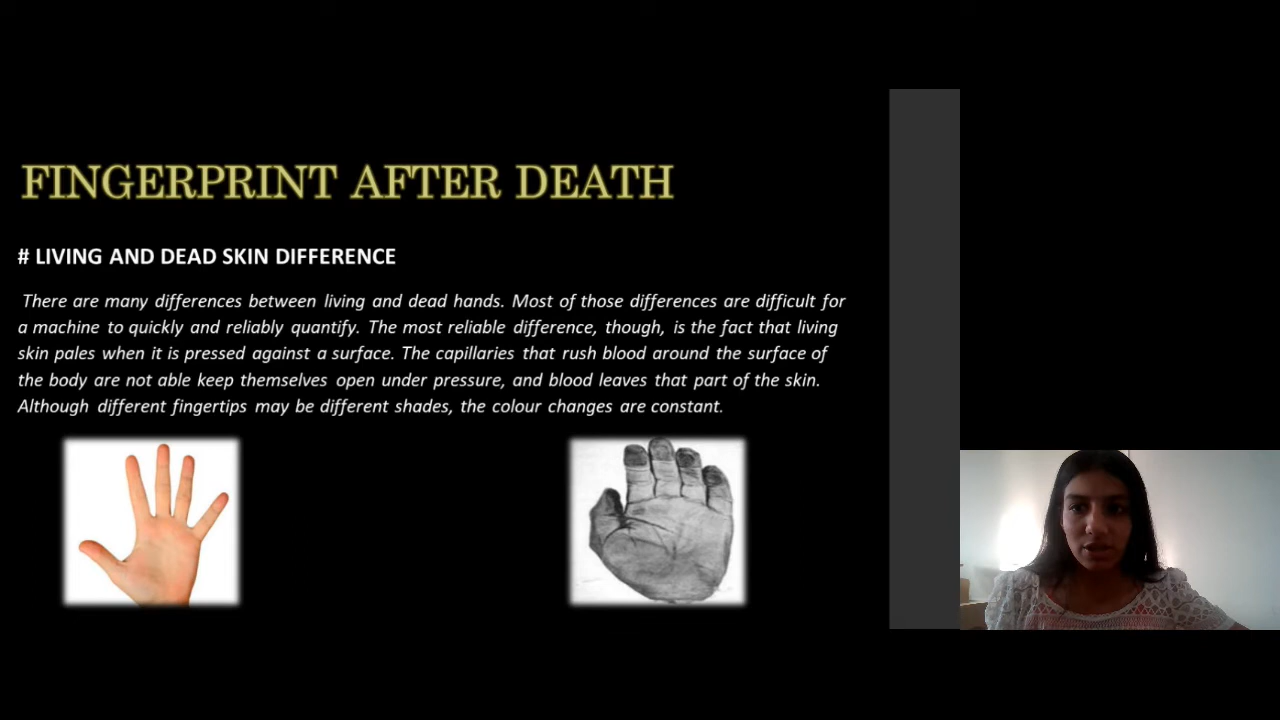 FINGERPRINT AFTER DEATH
# LIVING AND DEAD SKIN DIFFERENCE
There are many differences between living and dead hands. Most of those differences are difficult for
a machine to quickly and reliably quantify. The most reliable difference, though, is the fact that living
skin pales when it is pressed against a surface. The capillaries that rush blood around the surface of
the body are not able keep themselves open under pressure, and blood leaves that part of the skin.
Although different fingertips may be different shades, the colour changes are constant.